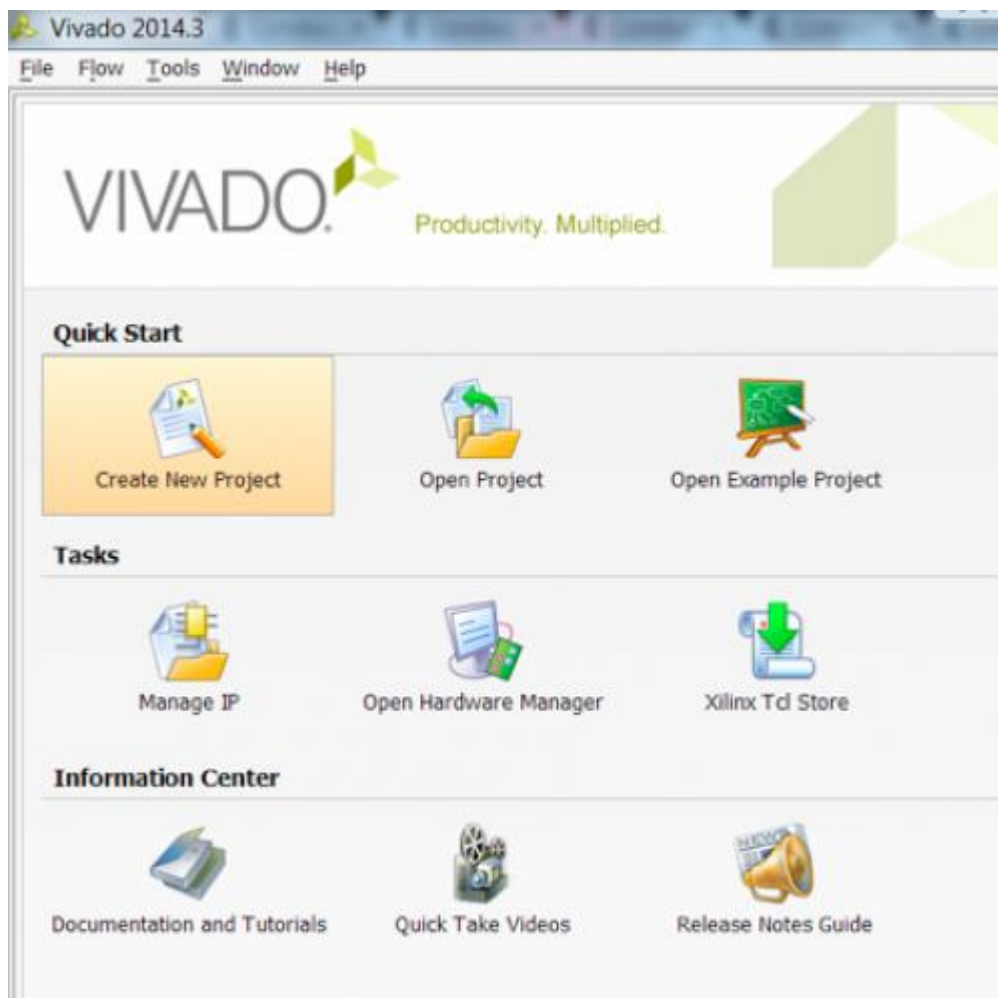 Vivado 2014.3
File Flow Tools Window Help
VIVADO.
Productivity. Multiplied.
Quick Start
Create New Project
Open Project
Open Example Project
Tasks
Manage IP
Open Hardware Manager
Xilinx Tcl Store
Information Center
NEWS
Documentation and Tutorials
Quick Take Videos
Release Notes Guide